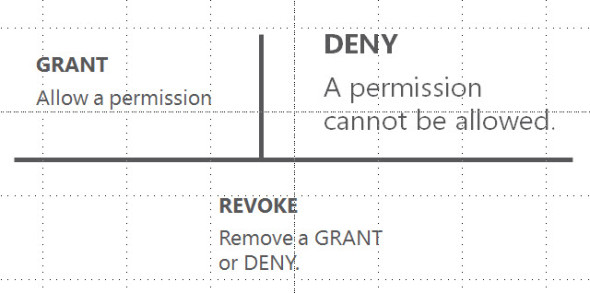 GRANT
Allow a permission
DENY
A permission
cannot be allowed.
REVOKE
Remove a GRANT
or DENY.